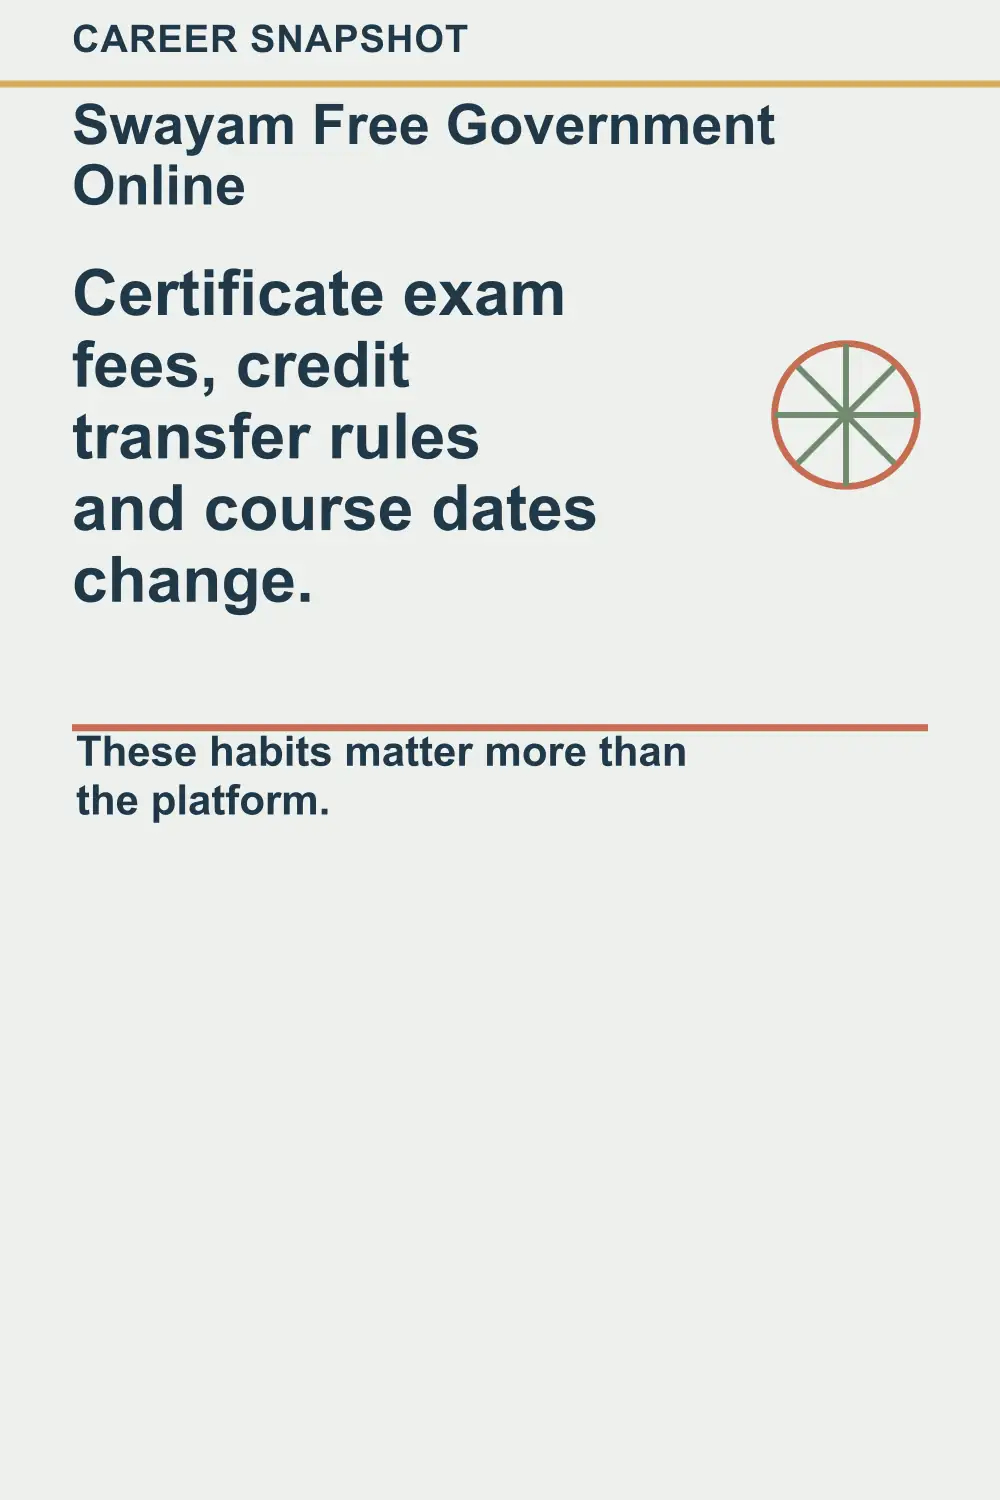 CAREER SNAPSHOT
Swayam Free Government
Online
Certificate exam
fees, credit
transfer rules
and course dates
change.
These habits matter more than
the platform.